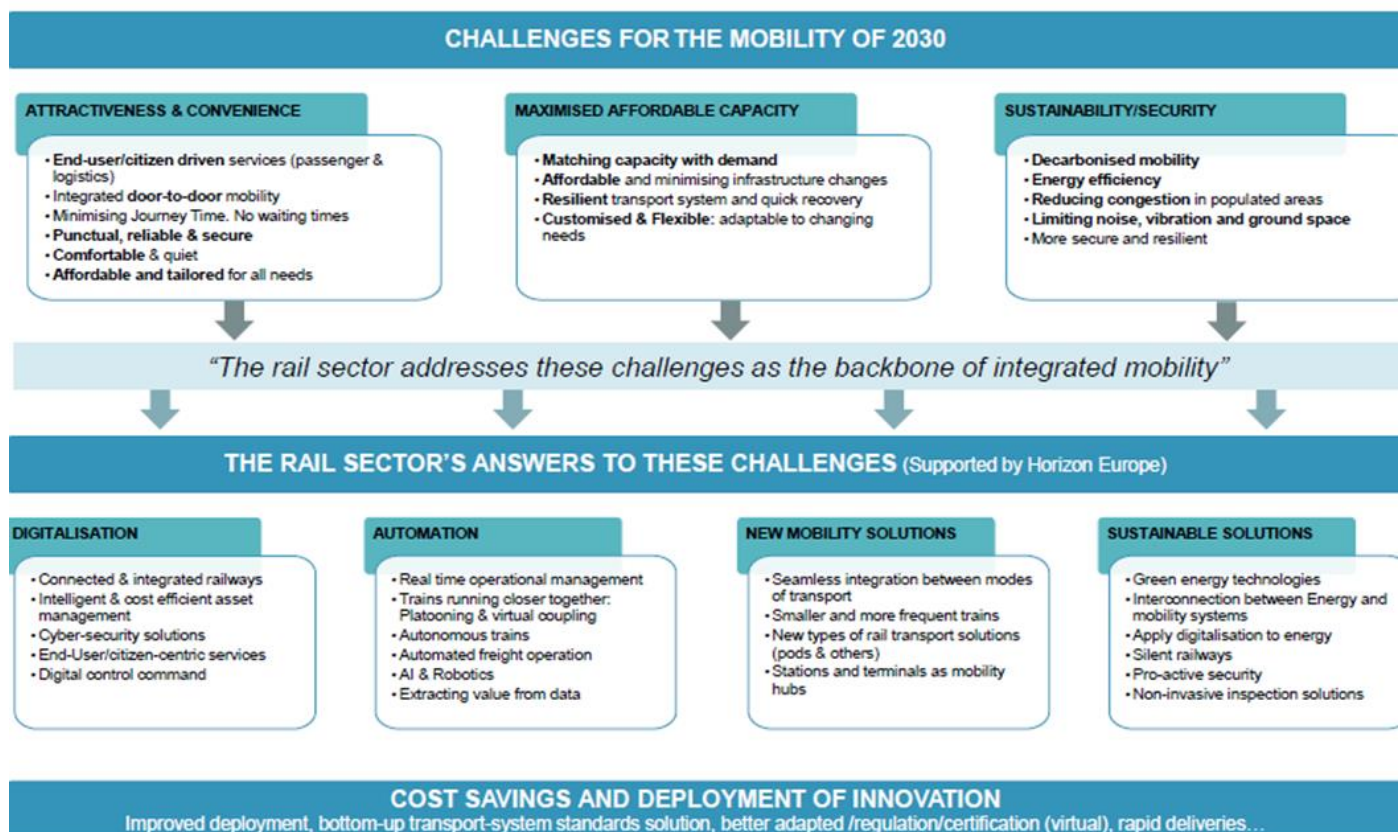 CHALLENGES FOR THE MOBILITY OF 2030
ATTRACTIVENESS & CONVENIENCE
• End-user/citizen driven services (passenger &
logistics)
• Integrated door-to-door mobility
• Minimising Journey Time. No waiting times
• Punctual, reliable & secure
• Comfortable & quiet
• Affordable and tailored for all needs
MAXIMISED AFFORDABLE CAPACITY
• Matching capacity with demand
• Affordable and minimising infrastructure changes
• Resilient transport system and quick recovery
• Customised & Flexible: adaptable to changing
needs
SUSTAINABILITY/SECURITY
• Decarbonised mobility
• Energy efficiency
• Reducing congestion in populated areas
• Limiting noise, vibration and ground space
• More secure and resilient
“The rail sector addresses these challenges as the backbone of integrated mobility”
THE RAIL SECTOR’S ANSWERS TO THESE CHALLENGES (Supported by Horizon Europe)
DIGITALISATION
• Connected & integrated railways
• Intelligent & cost efficient asset
management
• Cyber-security solutions
• End-User/citizen-centric services
• Digital control command
AUTOMATION
• Real time operational management
• Trains running closer together:
Platooning & virtual coupling
• Autonomous trains
• Automated freight operation
• AI & Robotics
• Extracting value from data
NEW MOBILITY SOLUTIONS
• Seamless integration between modes
of transport
• Smaller and more frequent trains
• New types of rail transport solutions
(pods & others)
• Stations and terminals as mobility
hubs
SUSTAINABLE SOLUTIONS
• Green energy technologies
• Interconnection between Energy and
mobility systems
• Apply digitalisation to energy
• Silent railways
• Pro-active security
• Non-invasive inspection solutions
COST SAVINGS AND DEPLOYMENT OF INNOVATION
Improved deployment, bottom-up transport-system standards solution, better adapted /regulation/certification (virtual), rapid deliveries…